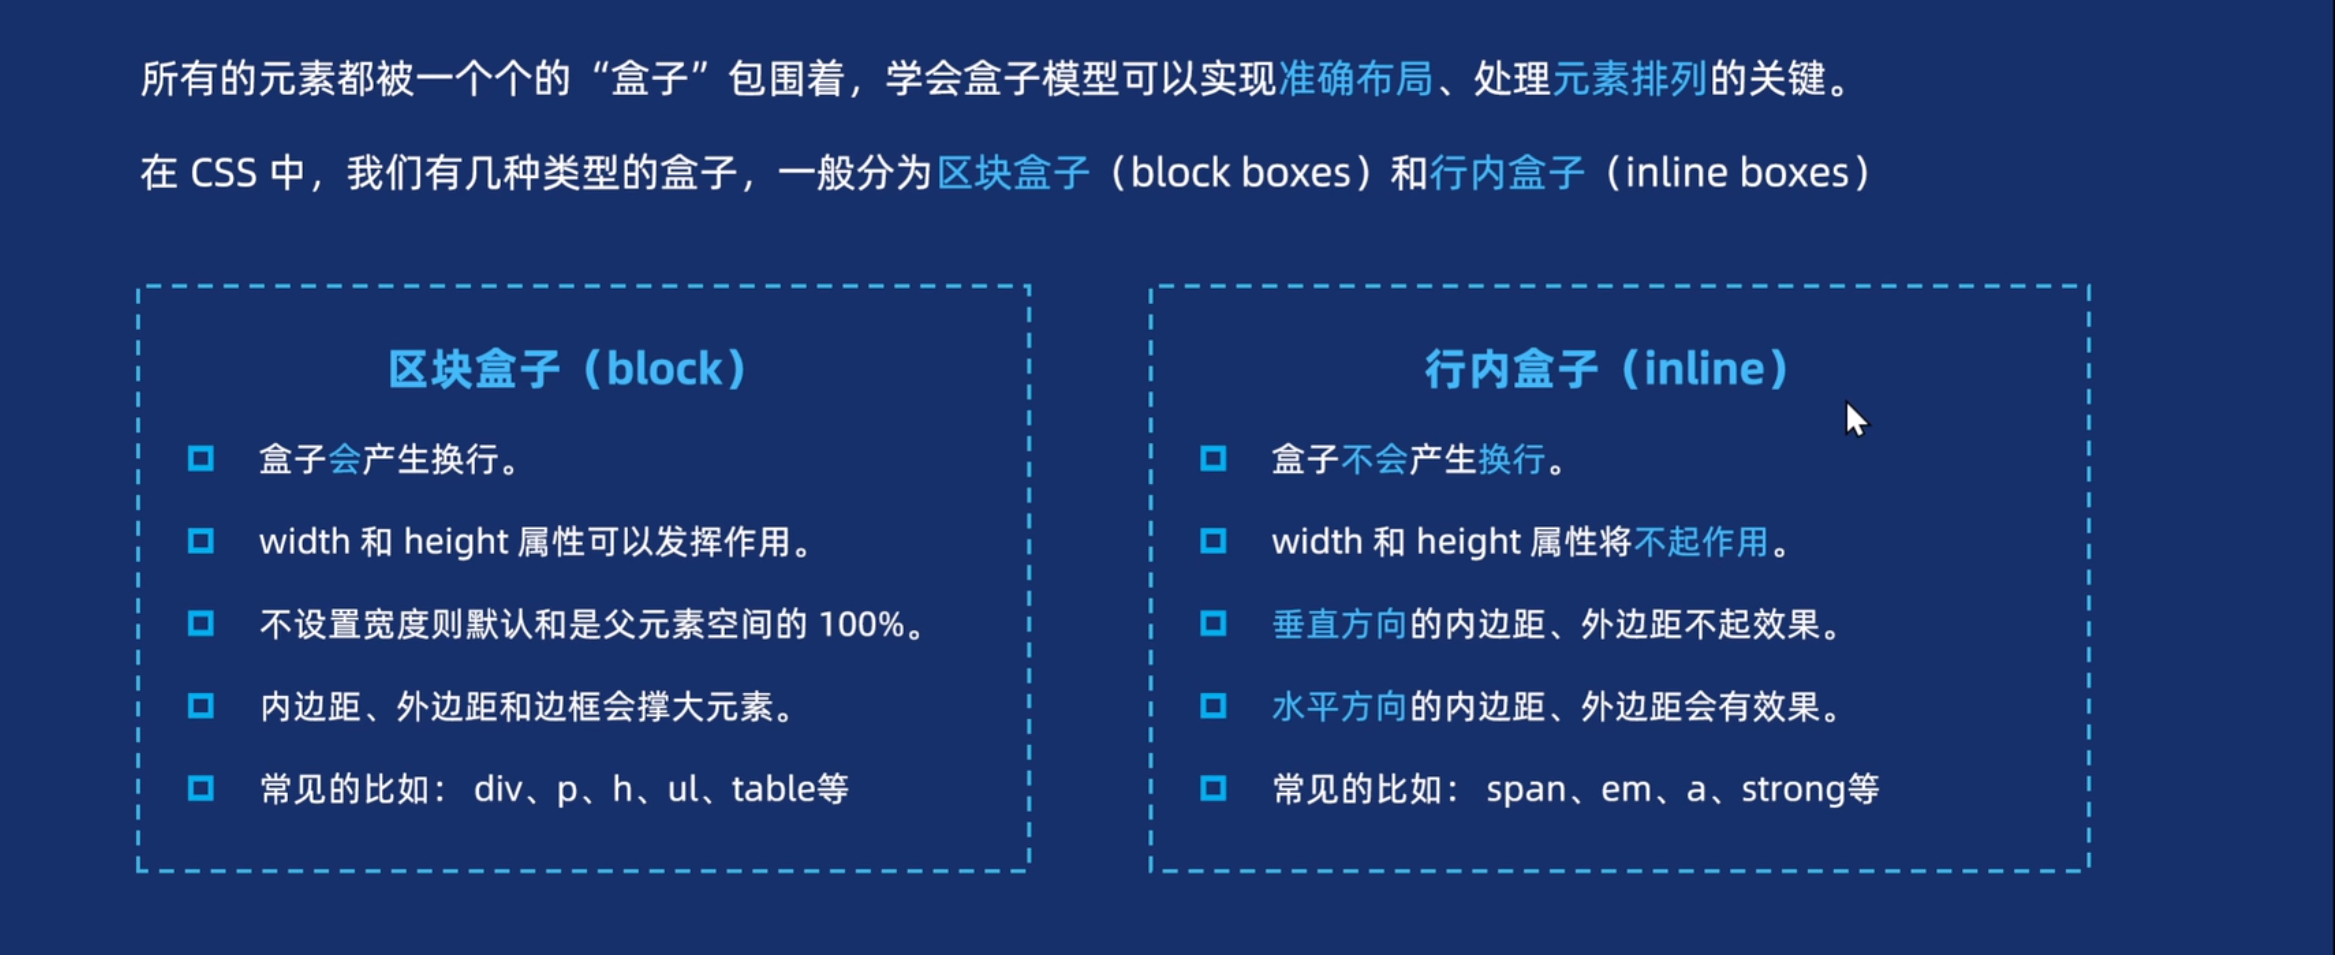 所有的元素都被一个个的“盒子”包围着，学会盒子模型可以实现准确布局、处理元素排列的关键。
在 CSS 中，我们有几种类型的盒子，一般分为区块盒子（block boxes）和行内盒子（inline boxes）
区块盒子（block）
盒子会产生换行。
width 和 height 属性可以发挥作用。
不设置宽度则默认和是父元素空间的 100%。
内边距、外边距和边框会撑大元素。
常见的比如： div、p、h、ul、table等
行内盒子（inline）
盒子不会产生换行。
width 和 height 属性将不起作用。
垂直方向的内边距、外边距不起效果。
水平方向的内边距、外边距会有效果。
常见的比如： span、em、a、strong等